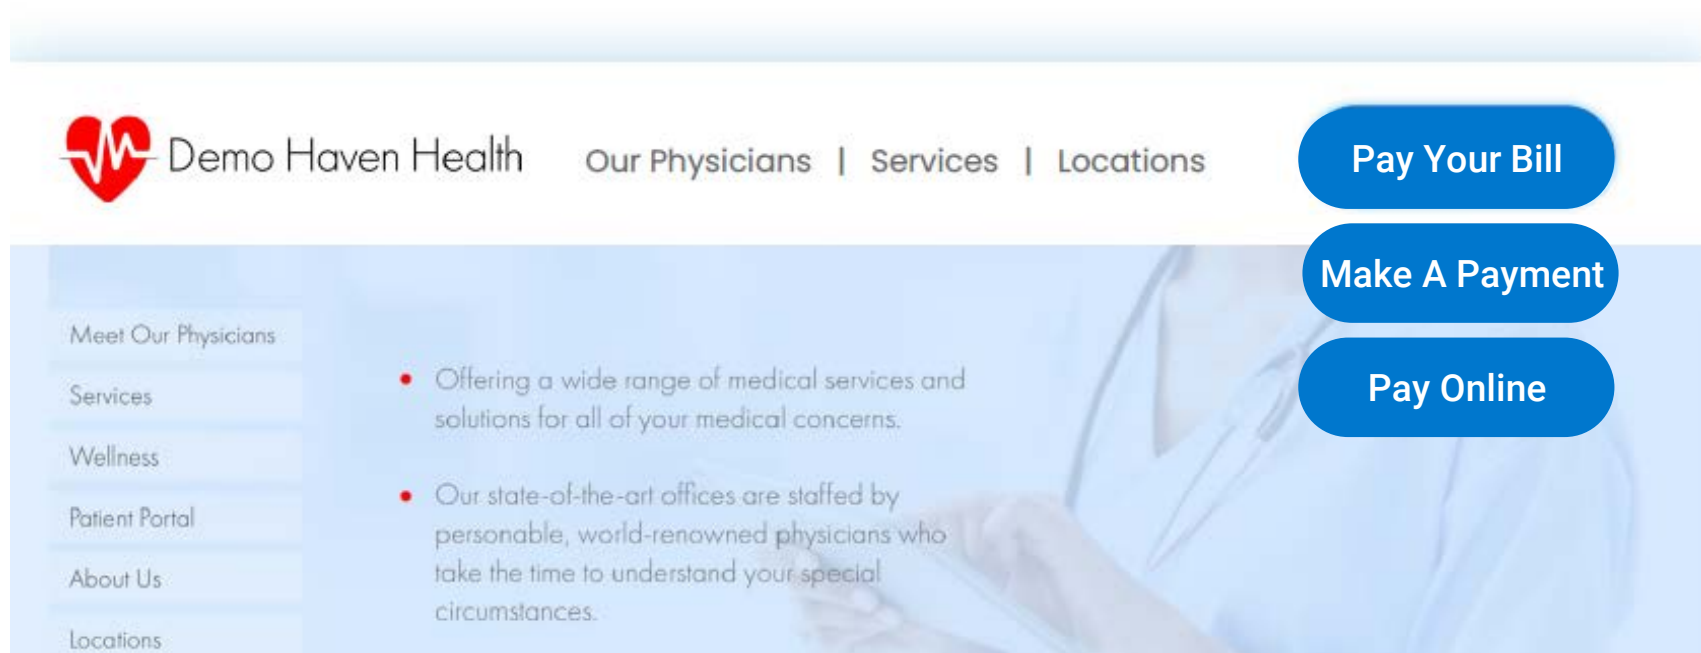 Demo Haven Health
Our Physicians | Services | Locations
Pay Your Bill
Make A Payment
Pay Online
Meet Our Physicians
Services
Wellness
Patient Portal
About Us
Locations
• Offering a wide range of medical services and
solutions for all of your medical concerns.
• Our state-of-the-art offices are staffed by
personable, world-renowned physicians who
take the time to understand your special
circumstances.